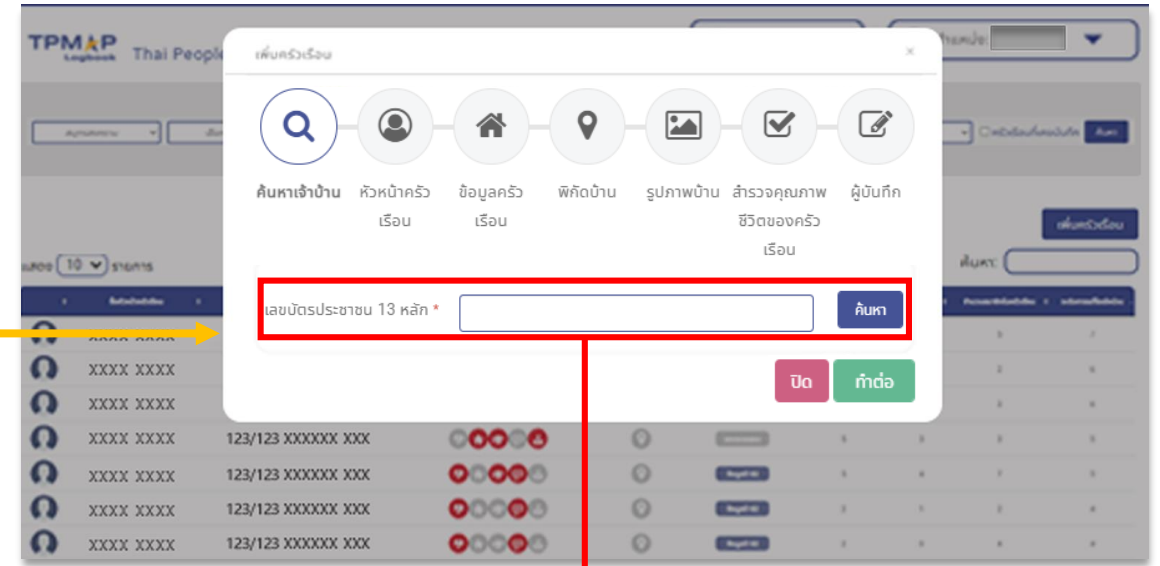 TPMAP
Logbook
Thai People
เพิ่มครัวเรือน
×
ค้นหาเจ้าบ้าน
หัวหน้าครัว
เรือน
ข้อมูลครัว
เรือน
พิกัดบ้าน
รูปภาพบ้าน
สำรวจคุณภาพ
ชีวิตของครัว
เรือน
ผู้บันทึก
เพิ่มครัวเรือน
แสดง 10 รายการ
ค้นหา:
เลขบัตรประชาชน 13 หลัก *
ค้นหา
ปิด
ทำต่อ
XXXX XXXX
XXXX XXXX
XXXX XXXX
XXXX XXXX 123/123 XXXXXX XXX
XXXX XXXX 123/123 XXXXXX XXX
XXXX XXXX 123/123 XXXXXX XXX
XXXX XXXX 123/123 XXXXXX XXX